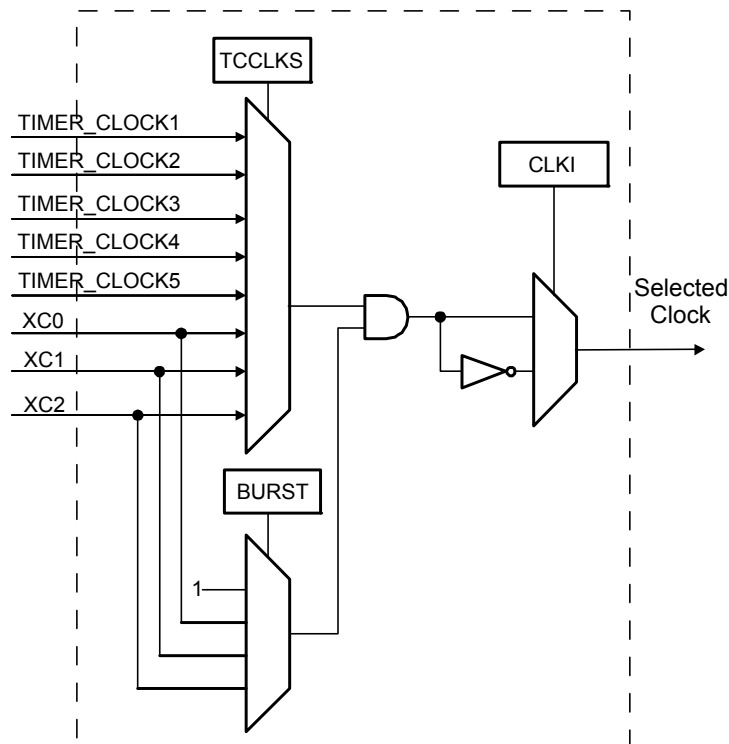 TCCLKS
TIMER_CLOCK1
TIMER_CLOCK2
TIMER_CLOCK3
TIMER_CLOCK4
TIMER_CLOCK5
XC0
XC1
XC2
CLKI
Selected
Clock
BURST
1